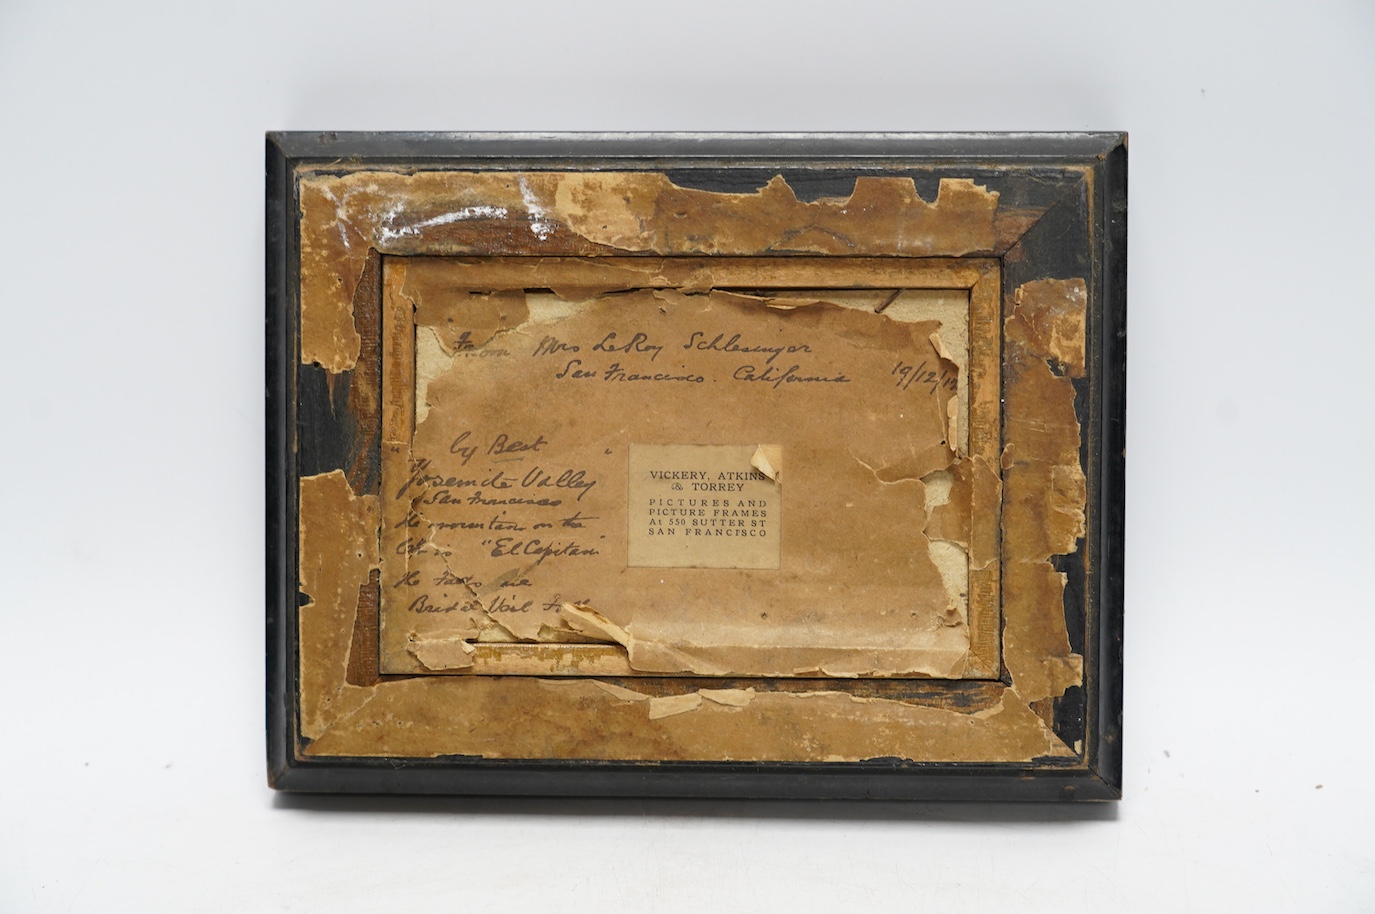 From Mrs LeRoy Schlesinger
San Francisco. California 19/12/
" by Best "
Yosemite Valley
San Francisco
the mountain on the
left is "El Capitan"
the Falls are
Bridal Veil
VICKERY, ATKINS
& TORREY
PICTURES AND
PICTURE FRAMES
At 550 SUTTER ST
SAN FRANCISCO